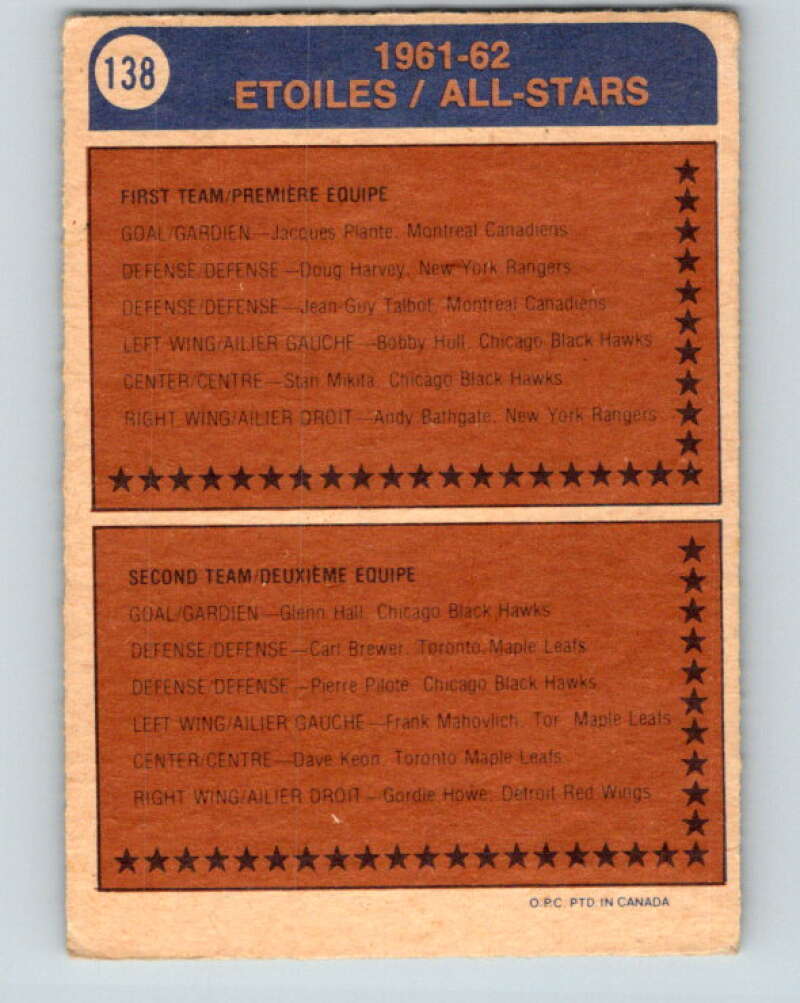 138
1961-62
ETOILES / ALL-STARS
FIRST TEAM/PREMIÈRE EQUIPE
GOAL/GARDIEN—Jacques Plante, Montreal Canadiens
DEFENSE/DEFENSE—Doug Harvey, New York Rangers
DEFENSE/DEFENSE—Jean-Guy Talbot, Montreal Canadiens
LEFT WING/AILIER GAUCHE—Bobby Hull, Chicago Black Hawks
CENTER/CENTRE—Stan Mikita, Chicago Black Hawks
RIGHT WING/AILIER DROIT—Andy Bathgate, New York Rangers
SECOND TEAM/DEUXIÈME EQUIPE
GOAL/GARDIEN—Glenn Hall, Chicago Black Hawks
DEFENSE/DEFENSE—Carl Brewer, Toronto Maple Leafs
DEFENSE/DEFENSE—Pierre Pilote, Chicago Black Hawks
LEFT WING/AILIER GAUCHE—Frank Mahovlich, Tor. Maple Leafs
CENTER/CENTRE—Dave Keon, Toronto Maple Leafs
RIGHT WING/AILIER DROIT—Gordie Howe, Detroit Red Wings
O.P.C. PTD. IN CANADA